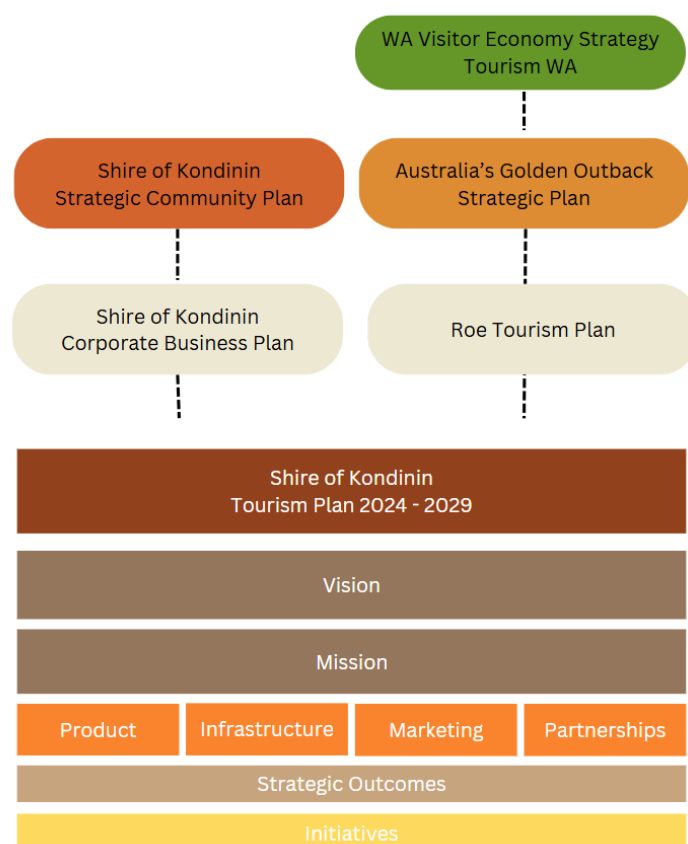 WA Visitor Economy Strategy
Tourism WA
Shire of Kondinin
Strategic Community Plan
Australia’s Golden Outback
Strategic Plan
Shire of Kondinin
Corporate Business Plan
Roe Tourism Plan
Shire of Kondinin
Tourism Plan 2024 - 2029
Vision
Mission
Product
Infrastructure
Marketing
Partnerships
Strategic Outcomes
Initiatives